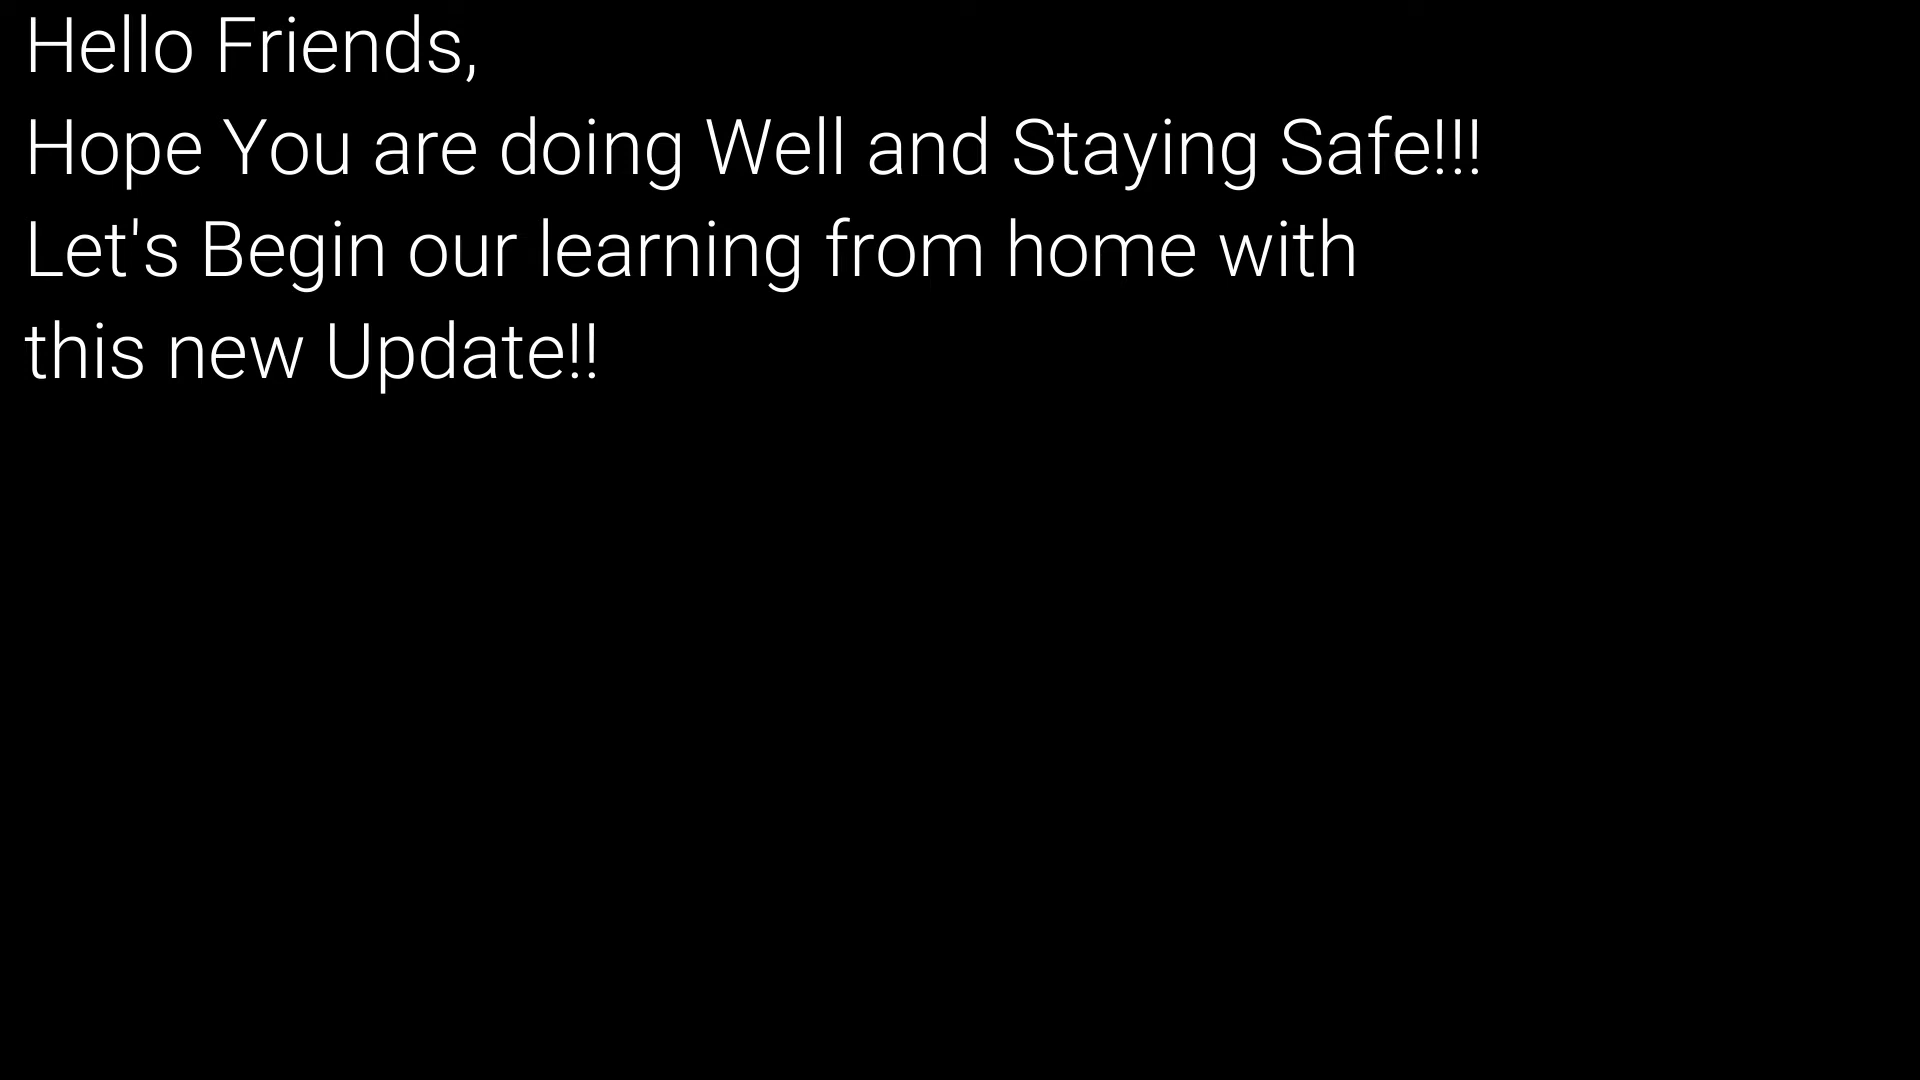 Hello Friends,
Hope You are doing Well and Staying Safe!!!
Let's Begin our learning from home with
this new Update!!